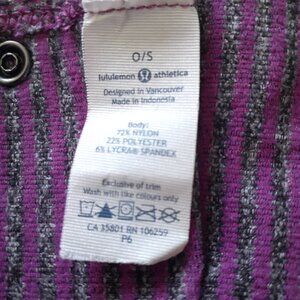 O/S
lululemon athletica
Designed in Vancouver
Made in Indonesia
Body:
72% NYLON
22% POLYESTER
6% LYCRA® SPANDEX
Exclusive of trim
Wash with like colours only
CA 35801 RN 106259
P6